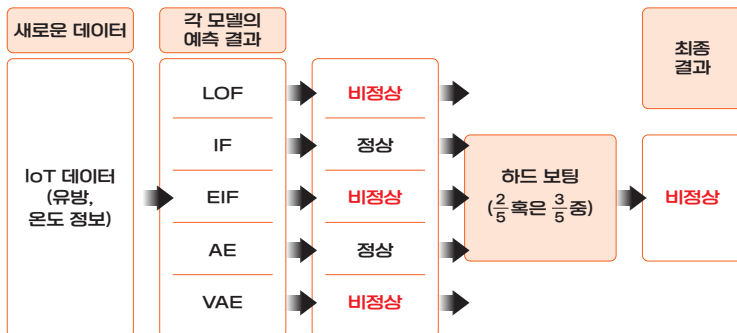 새로운 데이터
각 모델의
예측 결과
최종
결과
IoT 데이터
(유방,
온도 정보)
LOF
비정상
IF
정상
EIF
비정상
AE
정상
VAE
비정상
하드 보팅
(2/5 혹은 3/5 중)
비정상